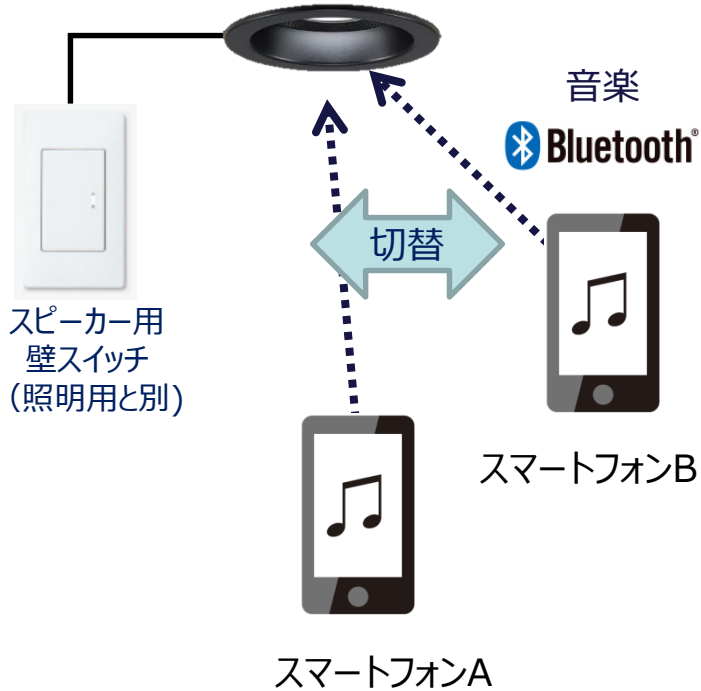 音楽
Bluetooth®
切替
スピーカー用
壁スイッチ
(照明用と別)
スマートフォンB
スマートフォンA